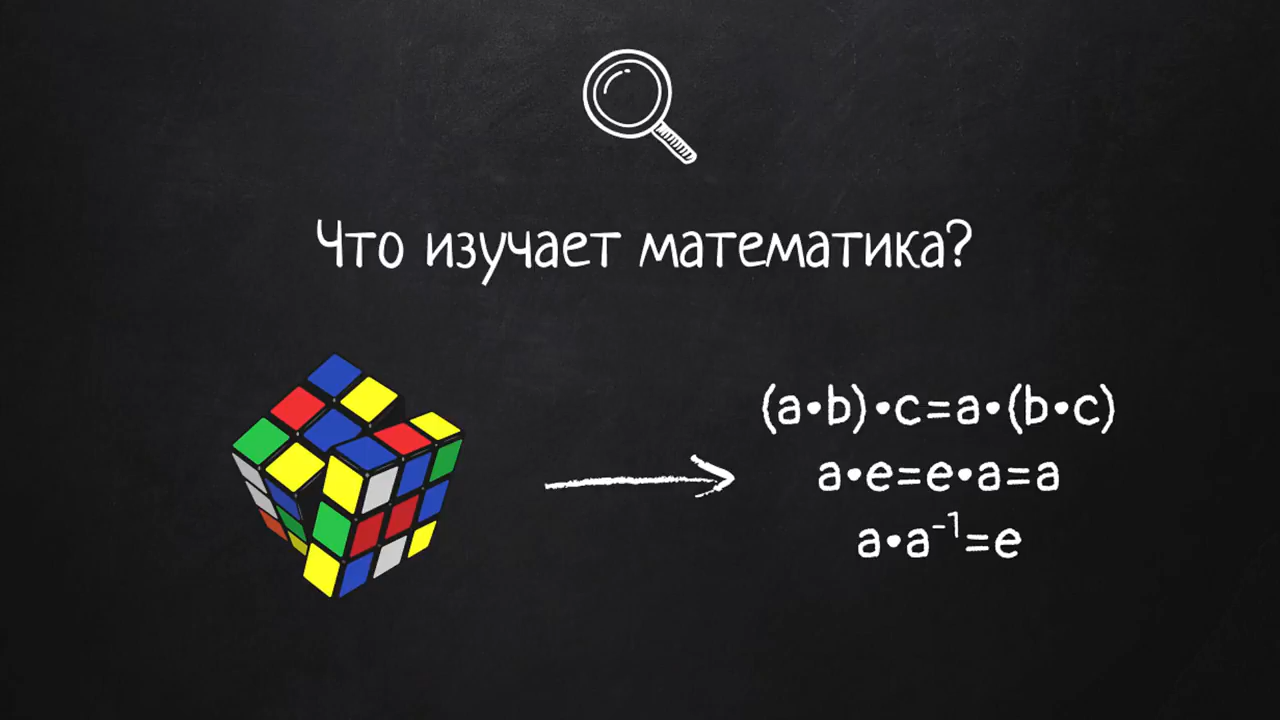 Что изучает математика?
(a•b)•c=a•(b•c)
a•e=e•a=a
a•a⁻¹=e